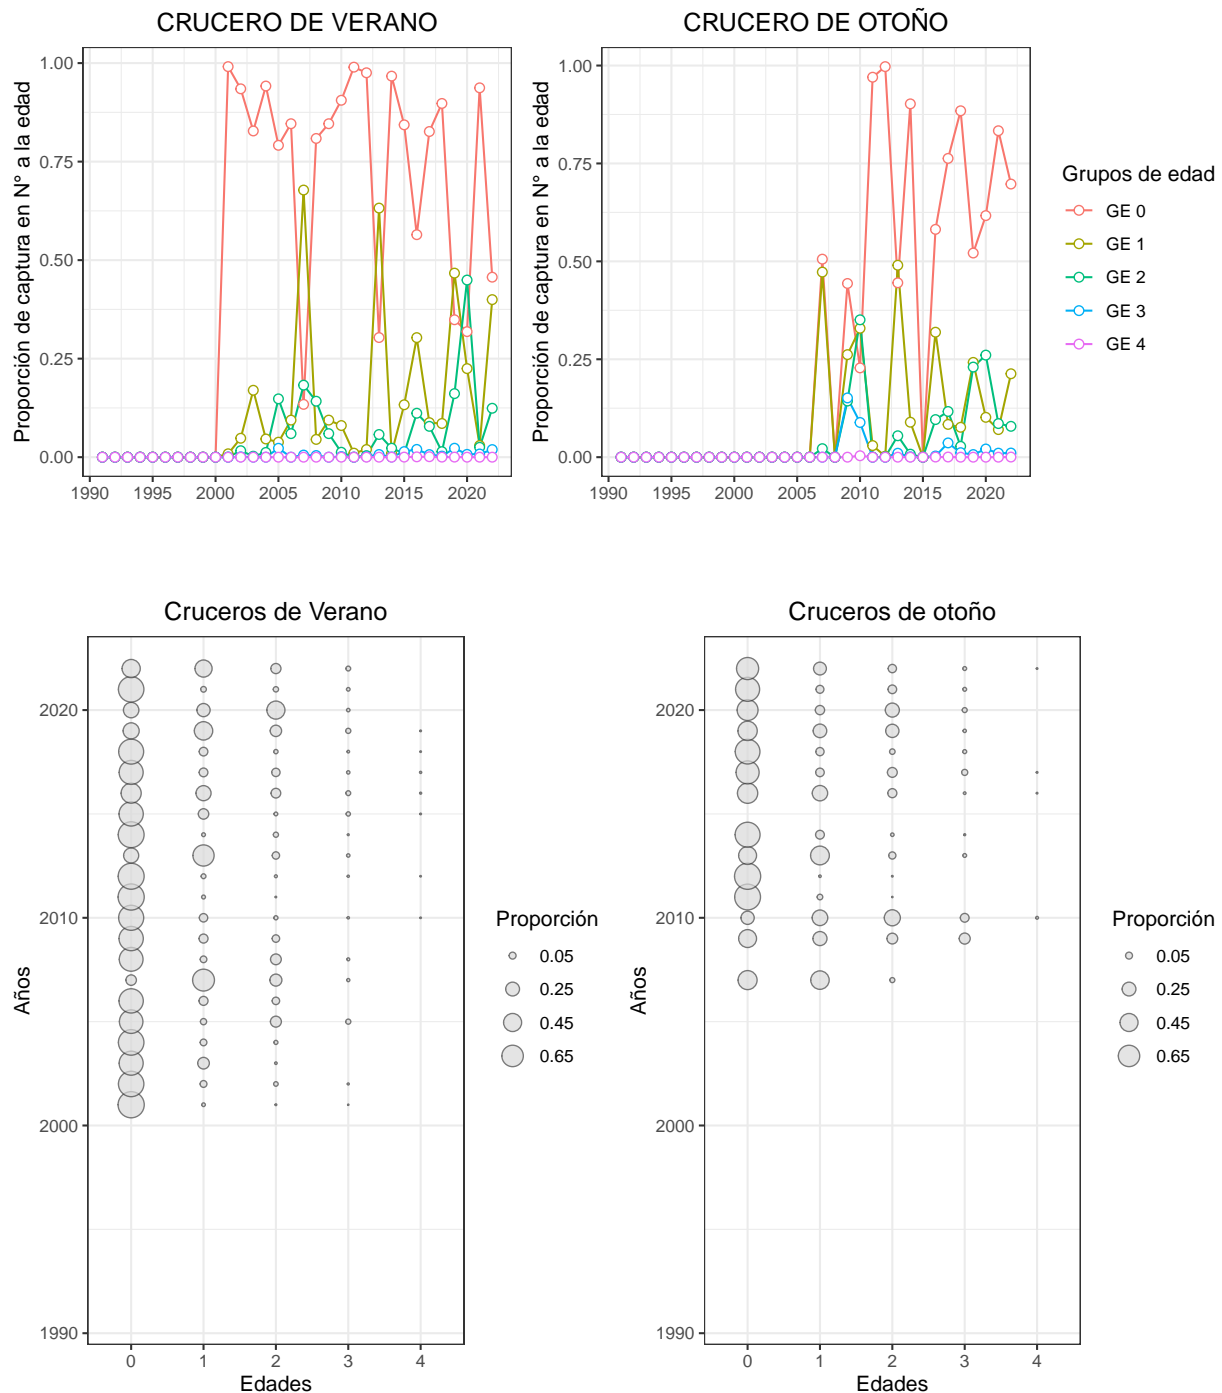 CRUCERO DE VERANO
Proporción de captura en N° a la edad
1.00
0.75
0.50
0.25
0.00
1990 1995 2000 2005 2010 2015 2020
CRUCERO DE OTOÑO
Proporción de captura en N° a la edad
1.00
0.75
0.50
0.25
0.00
1990 1995 2000 2005 2010 2015 2020
Grupos de edad
GE 0
GE 1
GE 2
GE 3
GE 4
Cruceros de Verano
Años
2020
2010
2000
1990
0 1 2 3 4
Edades
Proporción
0.05
0.25
0.45
0.65
Cruceros de otoño
Años
2020
2010
2000
1990
0 1 2 3 4
Edades
Proporción
0.05
0.25
0.45
0.65